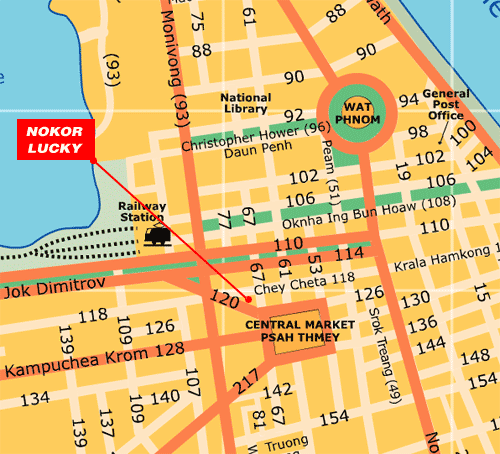 75
61
Monivong (93)
88
88
90
90
(93)
National
Library
WAT
PHNOM
General
Post
Office
94
92
98
100
Christopher Hower (96)
Daun Penh
NOKOR
LUCKY
102
104
Peam (51)
19
102
106
106
Railway
Station
77
67
Oknha Ing Bun Hoaw (108)
110
110
114
Krala Hamkong
Jok Dimitrov
67
61
53
Chey Cheta 118
120
126
130
15
118
126
CENTRAL MARKET
PSAH THMEY
136
139
109
Srok Treang (49)
144
Kampuchea Krom 128
148
154
107
217
134
140
142
154
139
137
109
81
67
Truong